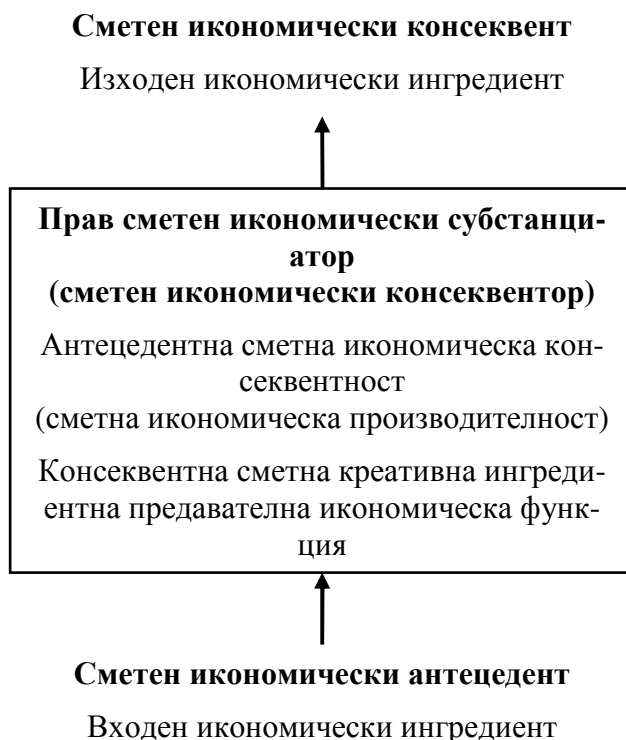 Сметен икономически консеквент
Изходен икономически ингредиент
Прав сметен икономически субстанци-
атор
(сметен икономически консеквентор)
Антецедентна сметна икономическа кон-
секвентност
(сметна икономическа производителност)
Консеквентна сметна креативна ингреди-
ентна предавателна икономическа функ-
ция
Сметен икономически антецедент
Входен икономически ингредиент